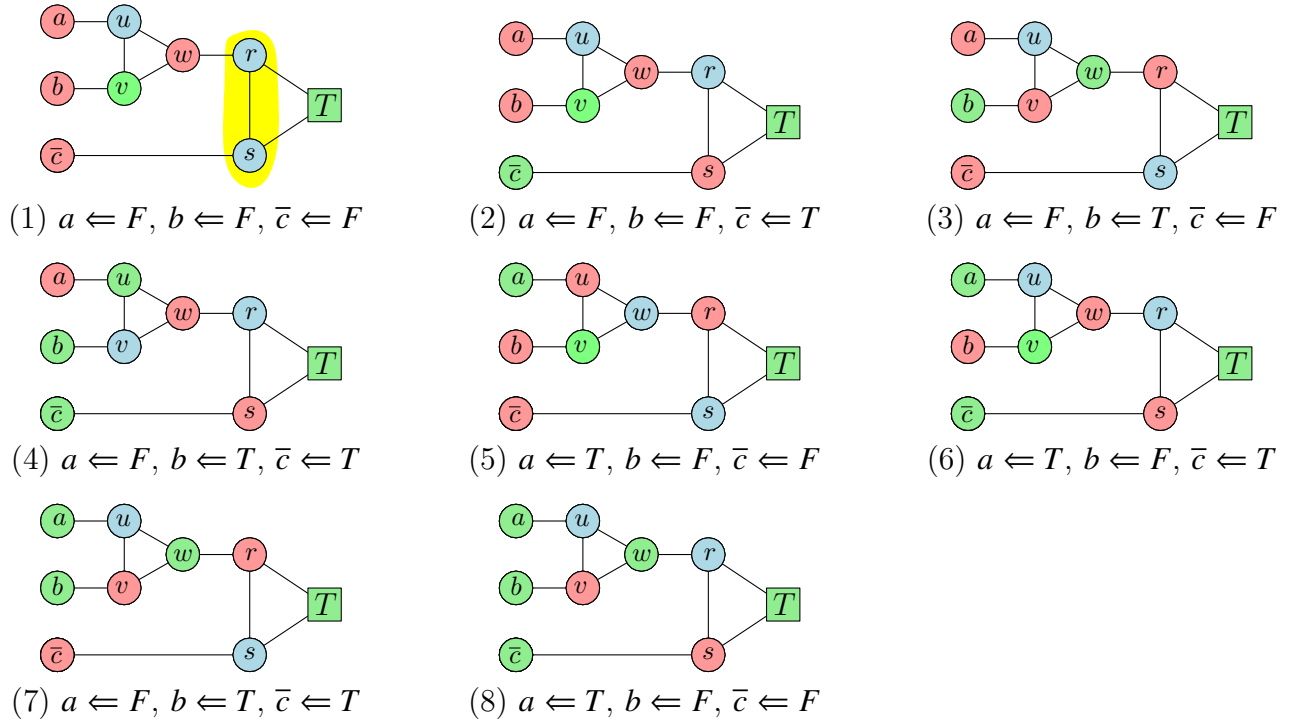 a u w r
b v T
c̅ s
(1) a ⇐ F, b ⇐ F, c̅ ⇐ F
a u w r
b v T
c̅ s
(2) a ⇐ F, b ⇐ F, c̅ ⇐ T
a u w r
b v T
c̅ s
(3) a ⇐ F, b ⇐ T, c̅ ⇐ F
a u w r
b v T
c̅ s
(4) a ⇐ F, b ⇐ T, c̅ ⇐ T
a u w r
b v T
c̅ s
(5) a ⇐ T, b ⇐ F, c̅ ⇐ F
a u w r
b v T
c̅ s
(6) a ⇐ T, b ⇐ F, c̅ ⇐ T
a u w r
b v T
c̅ s
(7) a ⇐ F, b ⇐ T, c̅ ⇐ T
a u w r
b v T
c̅ s
(8) a ⇐ T, b ⇐ F, c̅ ⇐ F